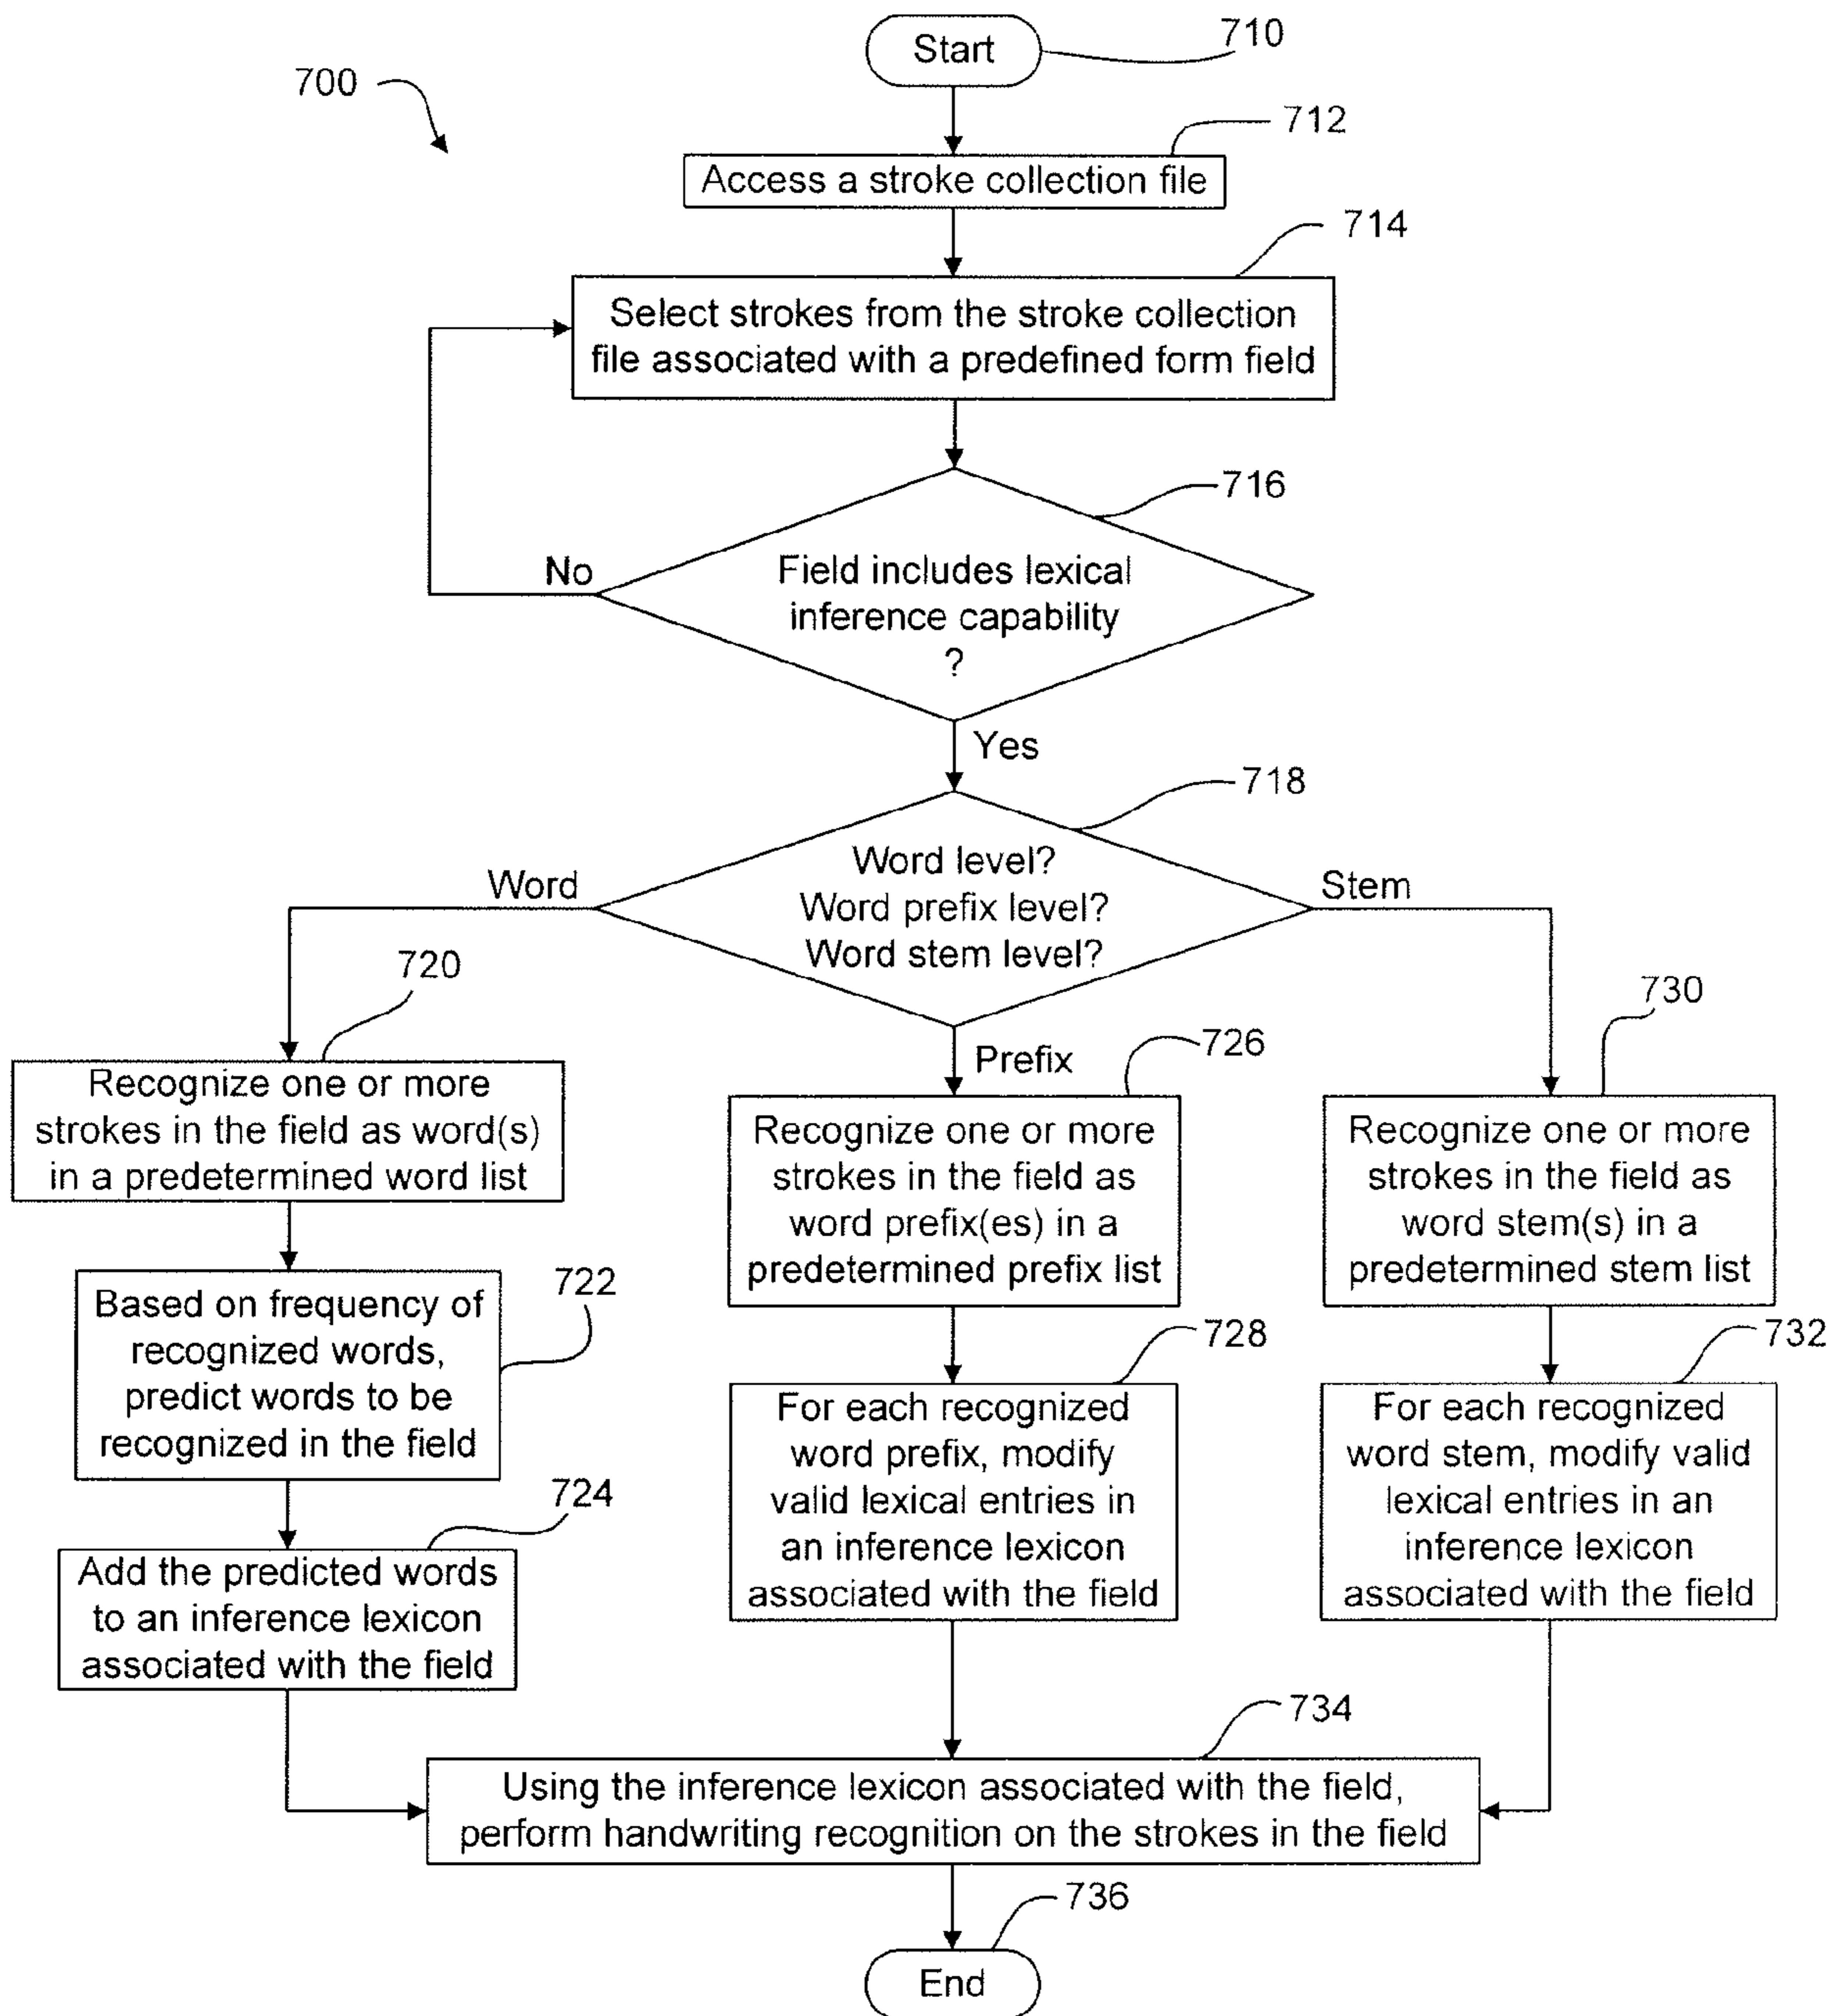 Start
710
700
712
Access a stroke collection file
714
Select strokes from the stroke collection
file associated with a predefined form field
716
No
Field includes lexical
inference capability
?
Yes
718
Word
Word level?
Word prefix level?
Word stem level?
Stem
720
730
Prefix
726
Recognize one or more
strokes in the field as word(s)
in a predetermined word list
Recognize one or more
strokes in the field as
word prefix(es) in a
predetermined prefix list
Recognize one or more
strokes in the field as
word stem(s) in a
predetermined stem list
722
Based on frequency of
recognized words,
predict words to be
recognized in the field
728
732
For each recognized
word prefix, modify
valid lexical entries in
an inference lexicon
associated with the field
For each recognized
word stem, modify valid
lexical entries in an
inference lexicon
associated with the field
724
Add the predicted words
to an inference lexicon
associated with the field
734
Using the inference lexicon associated with the field,
perform handwriting recognition on the strokes in the field
736
End